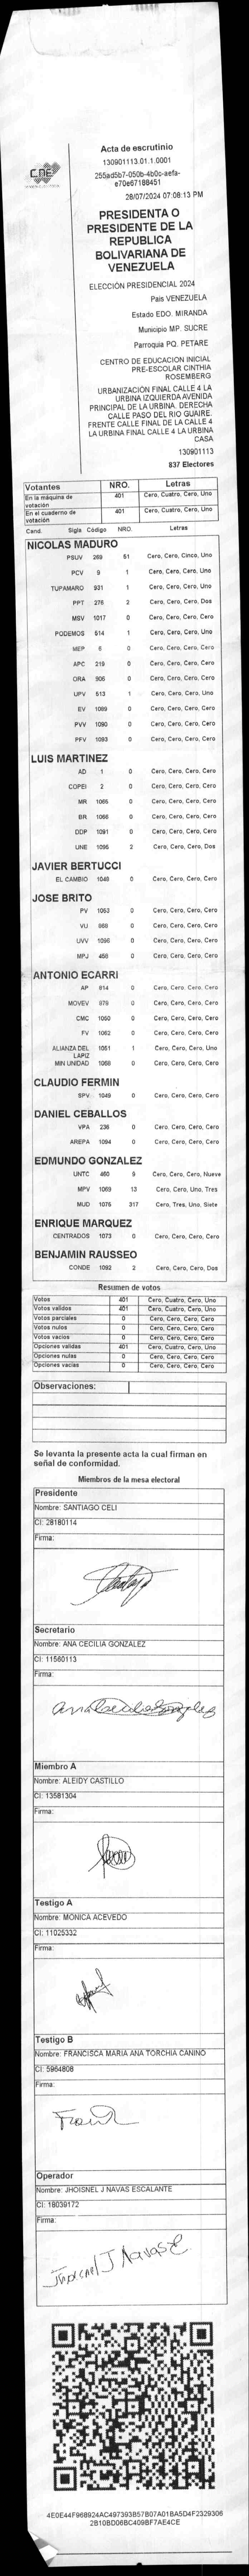 CNE
Acta de escrutinio
130901113.01.1.0001
255ad5b7-050b-4b0c-aefa-
e70e67188451
28/07/2024 07:08:13 PM
PRESIDENTA O
PRESIDENTE DE LA
REPUBLICA
BOLIVARIANA DE
VENEZUELA
ELECCIÓN PRESIDENCIAL 2024
Pais VENEZUELA
Estado EDO. MIRANDA
Municipio MP. SUCRE
Parroquia PQ. PETARE
CENTRO DE EDUCACION INICIAL
PRE-ESCOLAR CINTHIA
ROSEMBERG
URBANIZACIÓN FINAL CALLE 4 LA
URBINA IZQUIERDA AVENIDA
PRINCIPAL DE LA URBINA. DERECHA
CALLE PASO DEL RIO GUAIRE.
FRENTE CALLE FINAL DE LA CALLE 4
LA URBINA FINAL CALLE 4 LA URBINA
CASA
130901113
837 Electores
Votantes NRO. Letras
En la máquina de votación 401 Cero, Cuatro, Cero, Uno
En el cuaderno de votación 401 Cero, Cuatro, Cero, Uno
Cand. Sigla Código NRO. Letras
NICOLAS MADURO
PSUV 269 51 Cero, Cero, Cinco, Uno
PCV 9 1 Cero, Cero, Cero, Uno
TUPAMARO 931 1 Cero, Cero, Cero, Uno
PPT 276 2 Cero, Cero, Cero, Dos
MSV 1017 0 Cero, Cero, Cero, Cero
PODEMOS 514 1 Cero, Cero, Cero, Uno
MEP 6 0 Cero, Cero, Cero, Cero
APC 219 0 Cero, Cero, Cero, Cero
ORA 906 0 Cero, Cero, Cero, Cero
UPV 513 1 Cero, Cero, Cero, Uno
EV 1089 0 Cero, Cero, Cero, Cero
PVV 1090 0 Cero, Cero, Cero, Cero
PFV 1093 0 Cero, Cero, Cero, Cero
LUIS MARTINEZ
AD 1 0 Cero, Cero, Cero, Cero
COPEI 2 0 Cero, Cero, Cero, Cero
MR 1065 0 Cero, Cero, Cero, Cero
BR 1066 0 Cero, Cero, Cero, Cero
DDP 1091 0 Cero, Cero, Cero, Cero
UNE 1095 2 Cero, Cero, Cero, Dos
JAVIER BERTUCCI
EL CAMBIO 1048 0 Cero, Cero, Cero, Cero
JOSE BRITO
PV 1053 0 Cero, Cero, Cero, Cero
VU 868 0 Cero, Cero, Cero, Cero
UVV 1096 0 Cero, Cero, Cero, Cero
MPJ 456 0 Cero, Cero, Cero, Cero
ANTONIO ECARRI
AP 814 0 Cero, Cero, Cero, Cero
MOVEV 979 0 Cero, Cero, Cero, Cero
CMC 1050 0 Cero, Cero, Cero, Cero
FV 1062 0 Cero, Cero, Cero, Cero
ALIANZA DEL LAPIZ 1051 1 Cero, Cero, Cero, Uno
MIN UNIDAD 1068 0 Cero, Cero, Cero, Cero
CLAUDIO FERMIN
SPV 1049 0 Cero, Cero, Cero, Cero
DANIEL CEBALLOS
VPA 236 0 Cero, Cero, Cero, Cero
AREPA 1094 0 Cero, Cero, Cero, Cero
EDMUNDO GONZALEZ
UNTC 460 9 Cero, Cero, Cero, Nueve
MPV 1069 13 Cero, Cero, Uno, Tres
MUD 1075 317 Cero, Tres, Uno, Siete
ENRIQUE MARQUEZ
CENTRADOS 1073 0 Cero, Cero, Cero, Cero
BENJAMIN RAUSSEO
CONDE 1092 2 Cero, Cero, Cero, Dos
Resumen de votos
Votos 401 Cero, Cuatro, Cero, Uno
Votos validos 401 Cero, Cuatro, Cero, Uno
Votos parciales 0 Cero, Cero, Cero, Cero
Votos nulos 0 Cero, Cero, Cero, Cero
Votos vacios 0 Cero, Cero, Cero, Cero
Opciones validas 401 Cero, Cuatro, Cero, Uno
Opciones nulas 0 Cero, Cero, Cero, Cero
Opciones vacias 0 Cero, Cero, Cero, Cero
Observaciones:
Se levanta la presente acta la cual firman en
señal de conformidad.
Miembros de la mesa electoral
Presidente
Nombre: SANTIAGO CELI
CI: 28180114
Firma:
Secretario
Nombre: ANA CECILIA GONZALEZ
CI: 11560113
Firma:
Ana Cecilia Gonzalez
Miembro A
Nombre: ALEIDY CASTILLO
CI: 13581304
Firma:
Testigo A
Nombre: MONICA ACEVEDO
CI: 11025332
Firma:
Testigo B
Nombre: FRANCISCA MARIA ANA TORCHIA CANINO
CI: 5964808
Firma:
Operador
Nombre: JHOISNEL J NAVAS ESCALANTE
CI: 18039172
Firma:
Jhoisnel J Navas E.
4E0E44F968924AC497393B57B07A01BA5D4F2329306
2B10BD06BC409BF7AE4CE